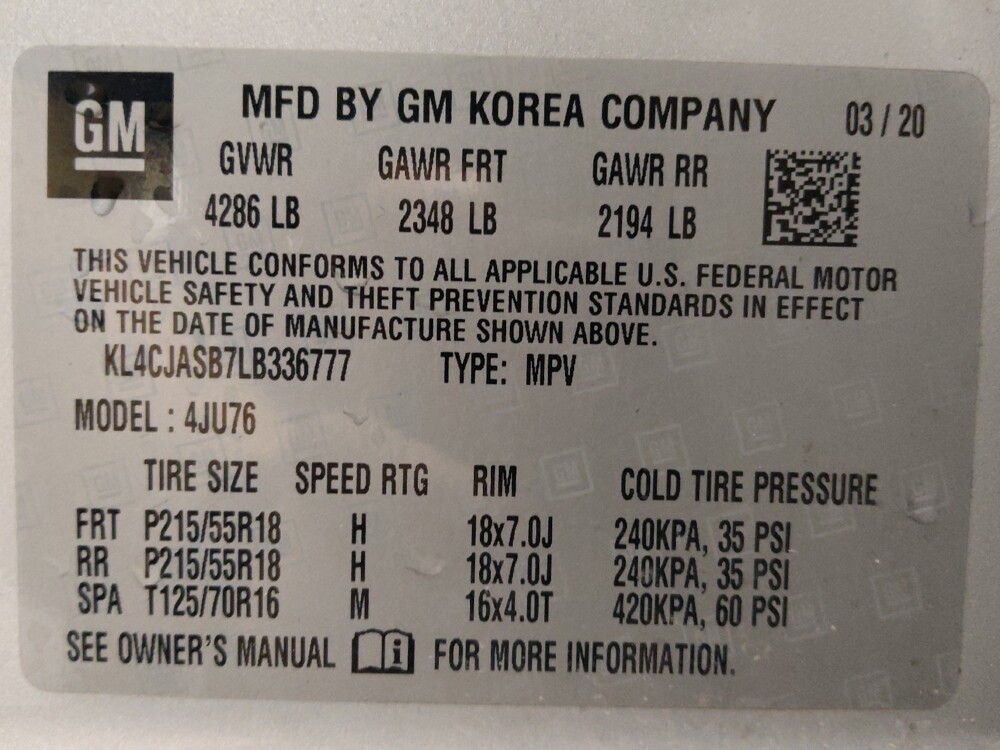 GM
MFD BY GM KOREA COMPANY 03 / 20
GVWR GAWR FRT GAWR RR
4286 LB 2348 LB 2194 LB
THIS VEHICLE CONFORMS TO ALL APPLICABLE U.S. FEDERAL MOTOR
VEHICLE SAFETY AND THEFT PREVENTION STANDARDS IN EFFECT
ON THE DATE OF MANUFACTURE SHOWN ABOVE.
KL4CJASB7LB336777 TYPE: MPV
MODEL : 4JU76
TIRE SIZE SPEED RTG RIM COLD TIRE PRESSURE
FRT P215/55R18 H 18x7.0J 240KPA, 35 PSI
RR P215/55R18 H 18x7.0J 240KPA, 35 PSI
SPA T125/70R16 M 16x4.0T 420KPA, 60 PSI
SEE OWNER'S MANUAL i FOR MORE INFORMATION.